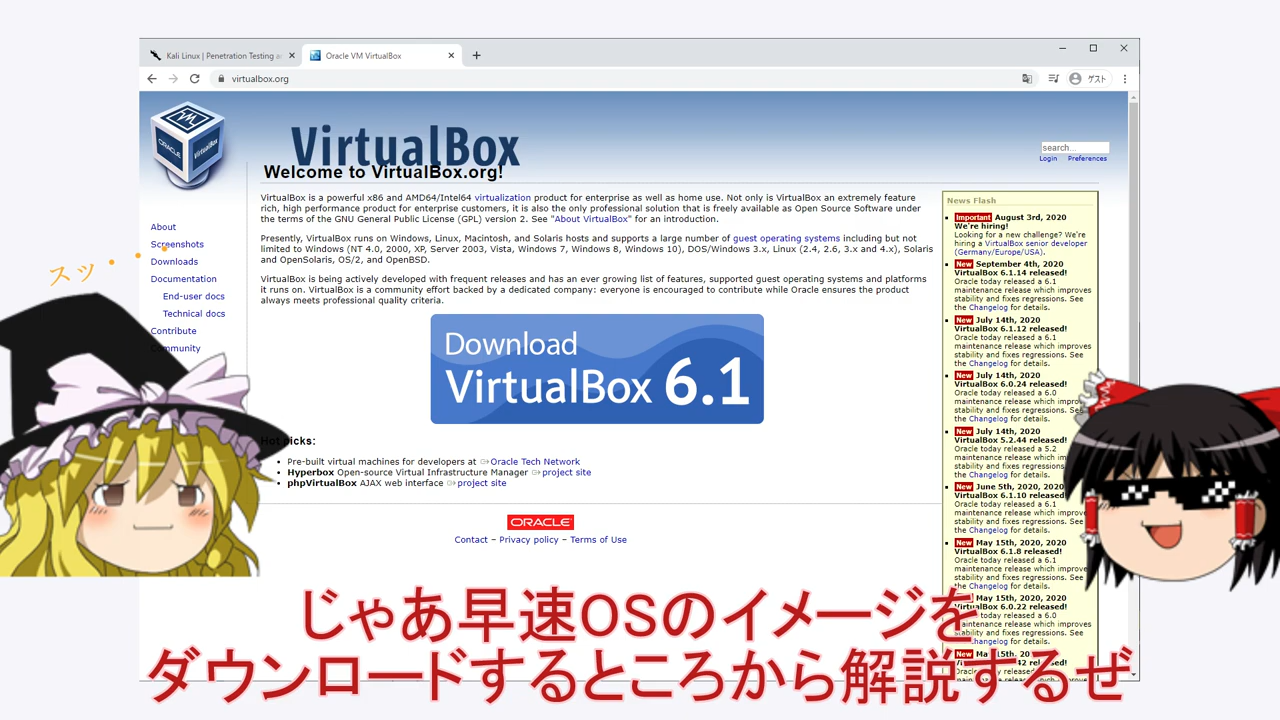 Kali Linux | Penetration Testing a
Oracle VM VirtualBox
virtualbox.org
ゲスト
ORACLE
VirtualBox
VirtualBox
search...
Login Preferences
Welcome to VirtualBox.org!
VirtualBox is a powerful x86 and AMD64/Intel64 virtualization product for enterprise as well as home use. Not only is VirtualBox an extremely feature
rich, high performance product for enterprise customers, it is also the only professional solution that is freely available as Open Source Software under
the terms of the GNU General Public License (GPL) version 2. See "About VirtualBox" for an introduction.
Presently, VirtualBox runs on Windows, Linux, Macintosh, and Solaris hosts and supports a large number of guest operating systems including but not
limited to Windows (NT 4.0, 2000, XP, Server 2003, Vista, Windows 7, Windows 8, Windows 10), DOS/Windows 3.x, Linux (2.4, 2.6, 3.x and 4.x), Solaris
and OpenSolaris, OS/2, and OpenBSD.
VirtualBox is being actively developed with frequent releases and has an ever growing list of features, supported guest operating systems and platforms
it runs on. VirtualBox is a community effort backed by a dedicated company: everyone is encouraged to contribute while Oracle ensures the product
always meets professional quality criteria.
About
Screenshots
Downloads
Documentation
End-user docs
Technical docs
Contribute
Community
スッ・・・
Download
VirtualBox 6.1
Hot picks:
Pre-built virtual machines for developers at Oracle Tech Network
Hyperbox Open-source Virtual Infrastructure Manager project site
phpVirtualBox AJAX web interface project site
ORACLE
Contact – Privacy policy – Terms of Use
News Flash
Important August 3rd, 2020
We're hiring!
Looking for a new challenge? We're
hiring a VirtualBox senior developer
(Germany/Europe/USA).
New September 4th, 2020
VirtualBox 6.1.14 released!
Oracle today released a 6.1
maintenance release which improves
stability and fixes regressions. See
the Changelog for details.
New July 14th, 2020
VirtualBox 6.1.12 released!
Oracle today released a 6.1
maintenance release which improves
stability and fixes regressions. See
the Changelog for details.
New July 14th, 2020
VirtualBox 6.0.24 released!
Oracle today released a 6.0
maintenance release which impro
stability and fixes regressions. See
the Changelog for details.
New July 14th, 2020
VirtualBox 5.2.44 released!
Oracle today released a 5.2
maintenance release which
stability and fixes regressions.
the Changelog for details.
New June 5th, 2020, 2020
VirtualBox 6.1.10 released!
Oracle today released a 6.1
maintenance release which
stability and fixes regressions.
the Changelog for details.
New May 15th, 2020, 2020
VirtualBox 6.1.8 released!
Oracle today released a 6.1
maintenance release which improves
stability and fixes regressions. See
the Changelog for details.
May 15th, 2020, 2020
VirtualBox 6.0.22 released!
Oracle today released a 6.0
maintenance release which improves
stability and fixes regressions. See
Changelog for details.
じゃあ早速OSのイメージを
ダウンロードするところから解説するぜ